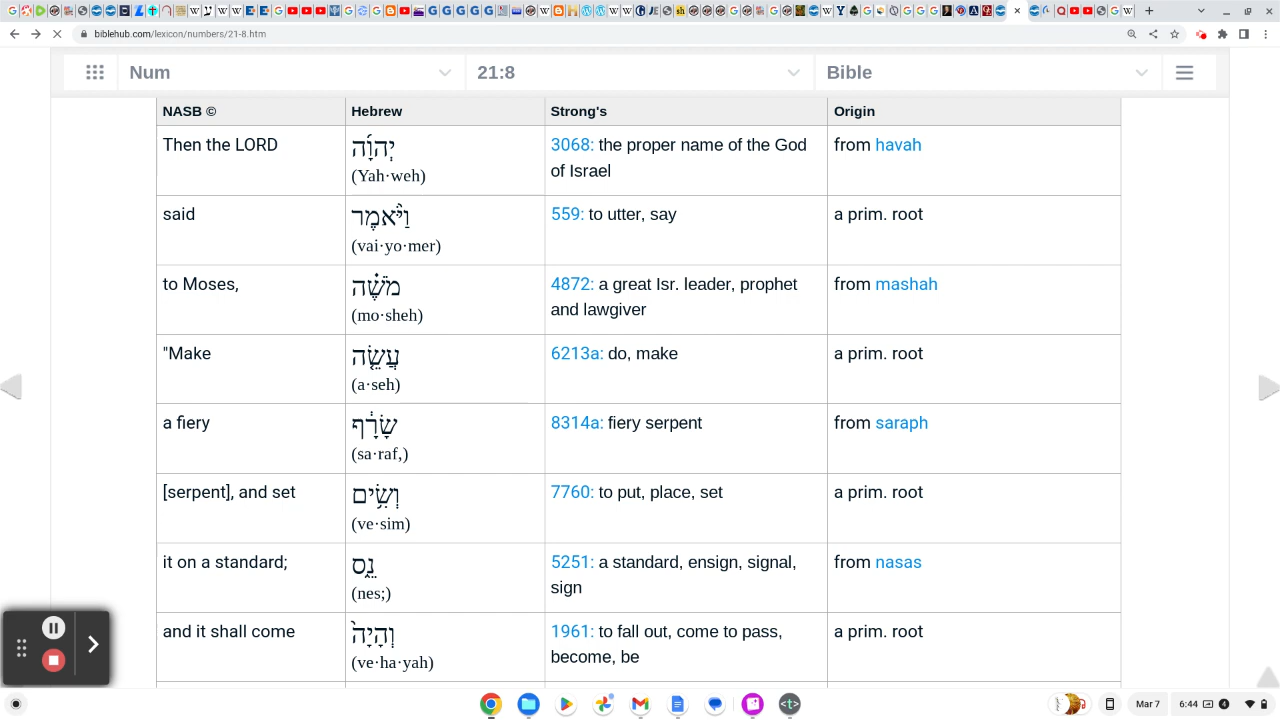 biblehub.com/lexicon/numbers/21-8.htm
Num 21:8 Bible
NASB © Hebrew Strong's Origin
Then the LORD יְהוָ֜ה 3068: the proper name of the God from havah
(Yah·weh) of Israel
said וַיֹּ֨אמֶר 559: to utter, say a prim. root
(vai·yo·mer)
to Moses, מֹשֶׁ֗ה 4872: a great Isr. leader, prophet from mashah
(mo·sheh) and lawgiver
"Make עֲשֵׂ֤ה 6213a: do, make a prim. root
(a·seh)
a fiery שָׂרָ֔ף 8314a: fiery serpent from saraph
(sa·raf,)
[serpent], and set וְשִׂ֥ים 7760: to put, place, set a prim. root
(ve·sim)
it on a standard; נֵ֑ס 5251: a standard, ensign, signal, from nasas
(nes;) sign
and it shall come וְהָיָה֙ 1961: to fall out, come to pass, a prim. root
(ve·ha·yah) become, be
Mar 7 6:44 4